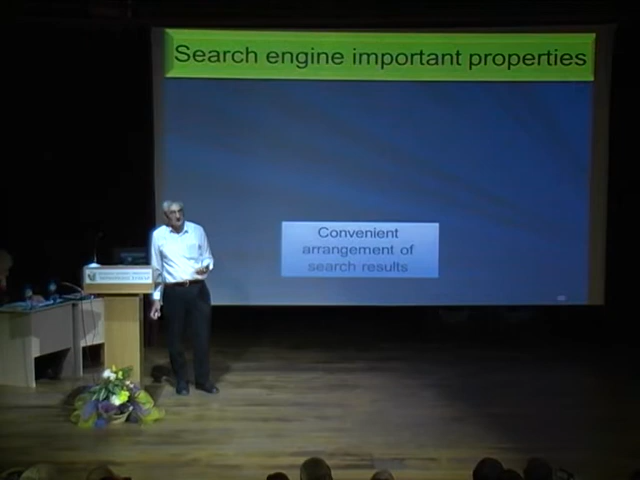 Search engine important properties
Convenient
arrangement of
search results